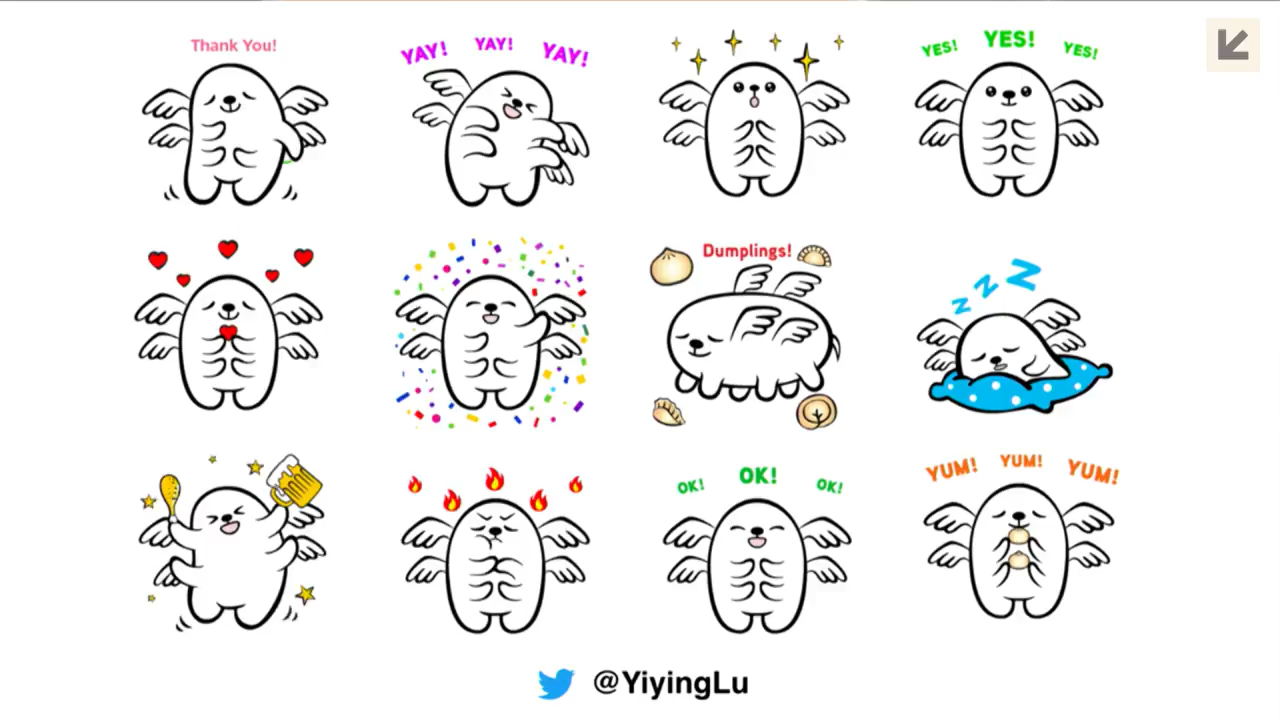 Thank You!
YAY! YAY! YAY!
YES! YES! YES!
Dumplings!
Z Z Z
OK! OK! OK!
YUM! YUM! YUM!
@YiyingLu